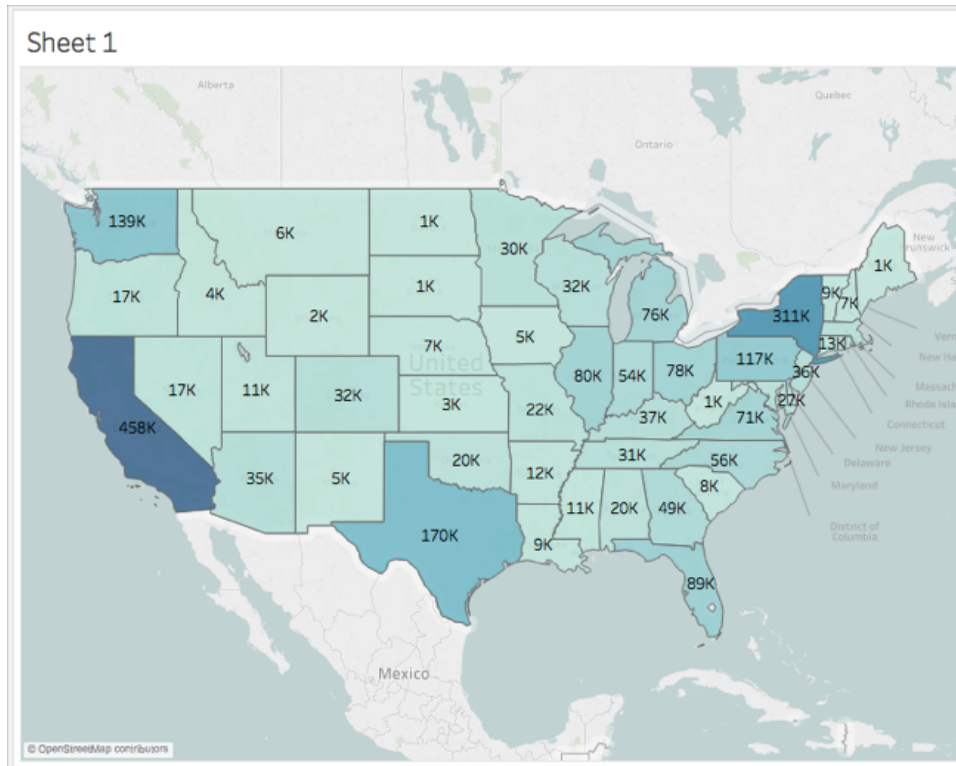 Sheet 1
Alberta
Quebec
Ontario
New
Brunswick
139K
6K
1K
30K
1K
17K
4K
1K
32K
9K
7K
2K
76K
311K
5K
13K
7K
United
States
117K
36K
17K
11K
32K
80K
54K
78K
27K
1K
3K
22K
37K
71K
458K
31K
20K
56K
35K
5K
12K
8K
11K
20K
49K
170K
9K
89K
Verm
New Ha
Massach
Rhode Isla
Connecticut
New Jersey
Delaware
Maryland
District of
Columbia
Mexico
© OpenStreetMap contributors